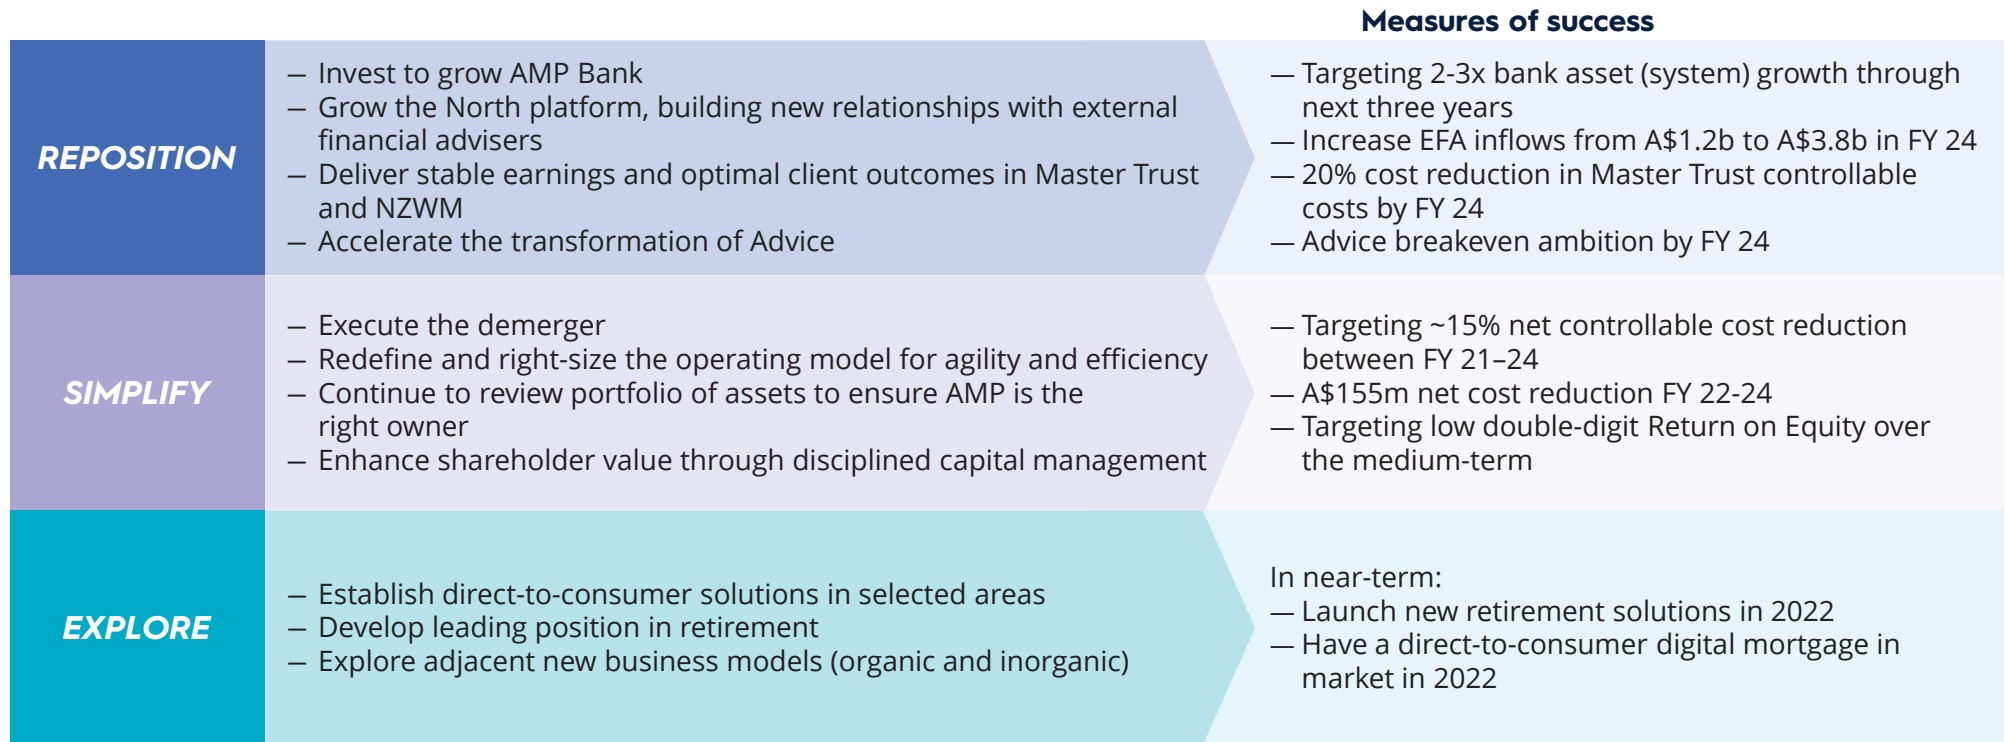 Measures of success
REPOSITION
— Invest to grow AMP Bank
— Grow the North platform, building new relationships with external
financial advisers
— Deliver stable earnings and optimal client outcomes in Master Trust
and NZWM
— Accelerate the transformation of Advice
— Targeting 2-3x bank asset (system) growth through
next three years
— Increase EFA inflows from A$1.2b to A$3.8b in FY 24
— 20% cost reduction in Master Trust controllable
costs by FY 24
— Advice breakeven ambition by FY 24
SIMPLIFY
— Execute the demerger
— Redefine and right-size the operating model for agility and efficiency
— Continue to review portfolio of assets to ensure AMP is the
right owner
— Enhance shareholder value through disciplined capital management
— Targeting ~15% net controllable cost reduction
between FY 21–24
— A$155m net cost reduction FY 22-24
— Targeting low double-digit Return on Equity over
the medium-term
EXPLORE
— Establish direct-to-consumer solutions in selected areas
— Develop leading position in retirement
— Explore adjacent new business models (organic and inorganic)
In near-term:
— Launch new retirement solutions in 2022
— Have a direct-to-consumer digital mortgage in
market in 2022